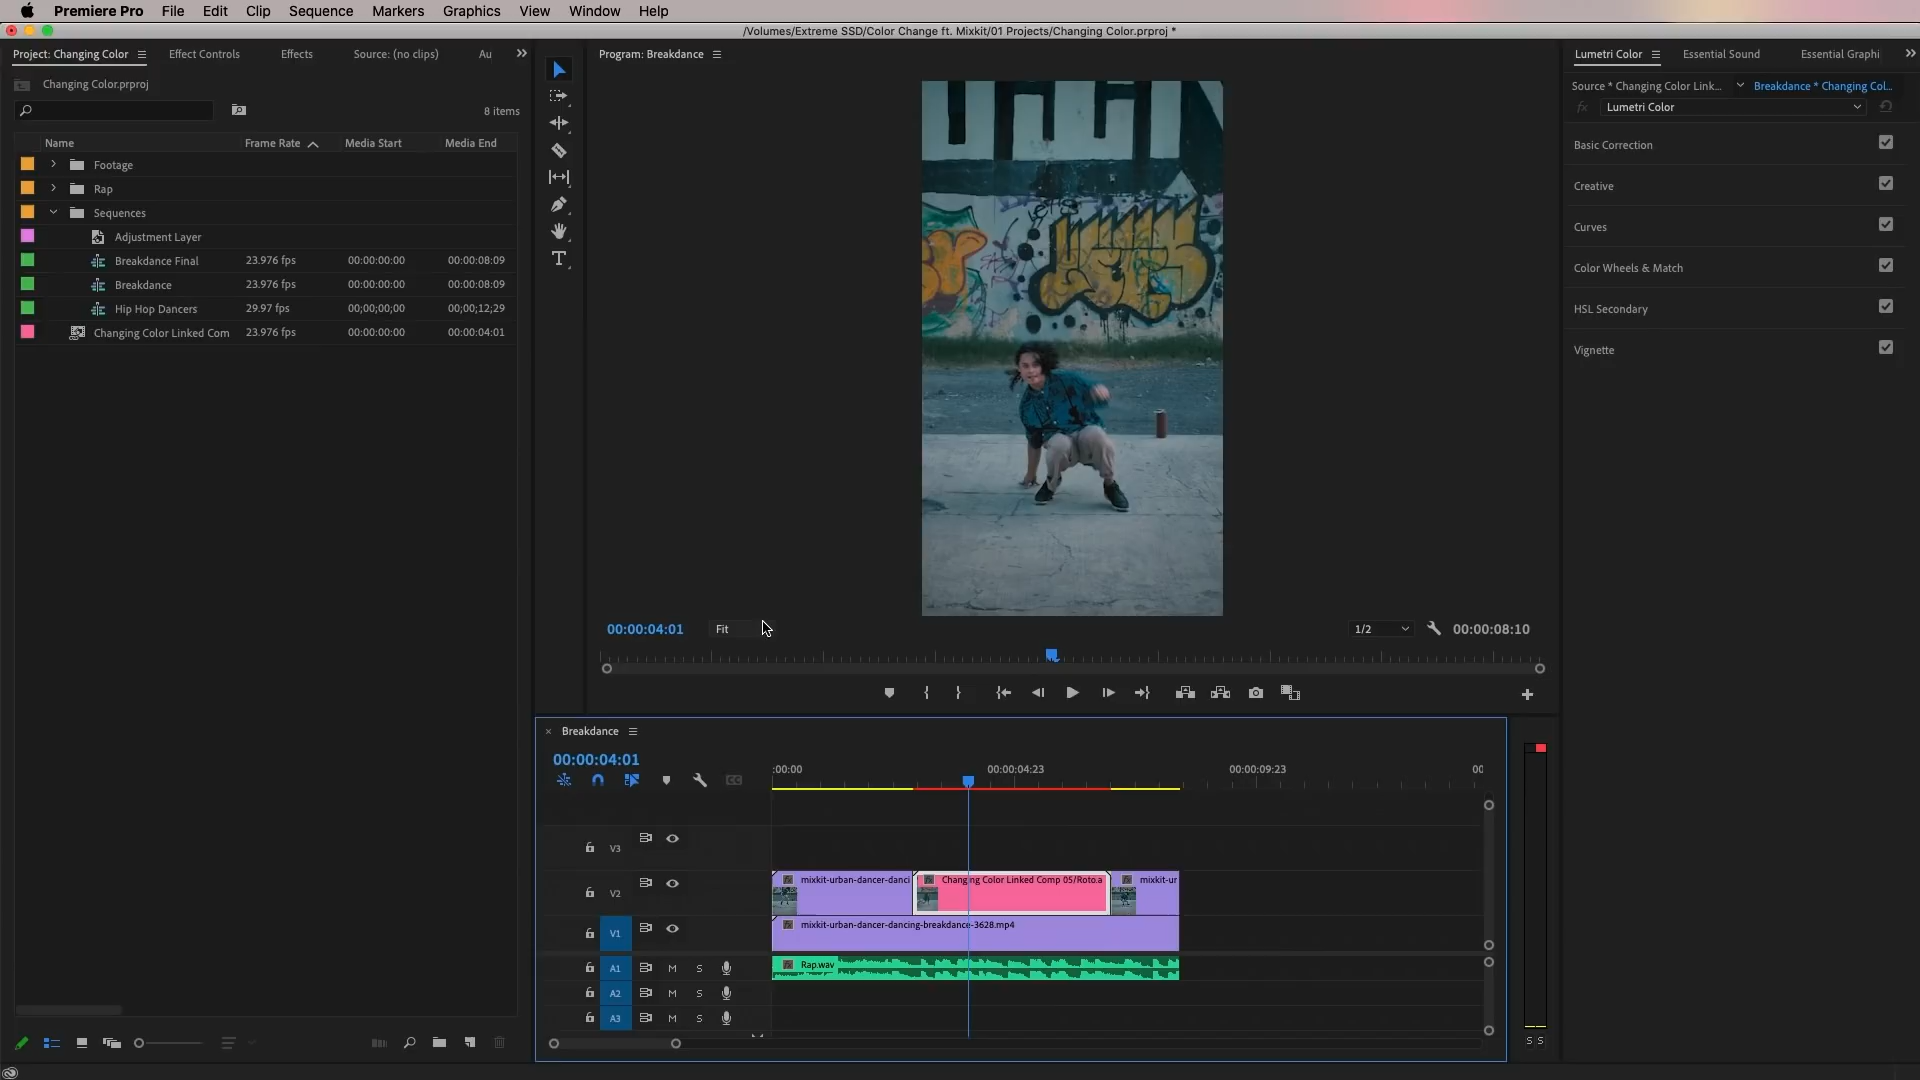 Premiere Pro File Edit Clip Sequence Markers Graphics View Window Help
/Volumes/Extreme SSD/Color Change ft. Mixkit/01 Projects/Changing Color.prproj *
Project: Changing Color Effect Controls Effects Source: (no clips) Au
Changing Color.prproj
8 items
Name Frame Rate Media Start Media End
Footage
Rap
Sequences
Adjustment Layer
Breakdance Final 23.976 fps 00:00:00:00 00:00:08:09
Breakdance 23.976 fps 00:00:00:00 00:00:08:09
Hip Hop Dancers 29.97 fps 00;00;00;00 00;00;12;29
Changing Color Linked Com 23.976 fps 00:00:00:00 00:00:04:01
Program: Breakdance
00:00:04:01 Fit 1/2 00:00:08:10
Breakdance
00:00:04:01
:00:00 00:00:04:23 00:00:09:23 00
V3
V2 mixkit-urban-dancer-danci Changing Color Linked Comp 05/Roto.a mixkit-ur
V1 mixkit-urban-dancer-dancing-breakdance-3628.mp4
A1 M S Rap.wav
A2 M S
A3 M S
S S
Lumetri Color Essential Sound Essential Graphi
Source * Changing Color Link... Breakdance * Changing Col...
fx Lumetri Color
Basic Correction
Creative
Curves
Color Wheels & Match
HSL Secondary
Vignette